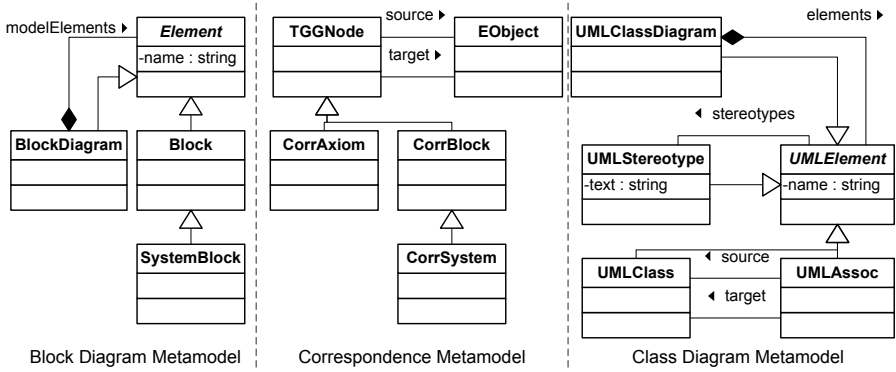 modelElements ▶
Element
-name : string
BlockDiagram
Block
SystemBlock
Block Diagram Metamodel
TGGNode
source ▶
target ▶
EObject
CorrAxiom
CorrBlock
CorrSystem
Correspondence Metamodel
UMLClassDiagram
elements ▶
◀ stereotypes
UMLStereotype
-text : string
UMLElement
-name : string
◀ source
◀ target
UMLClass
UMLAssoc
Class Diagram Metamodel